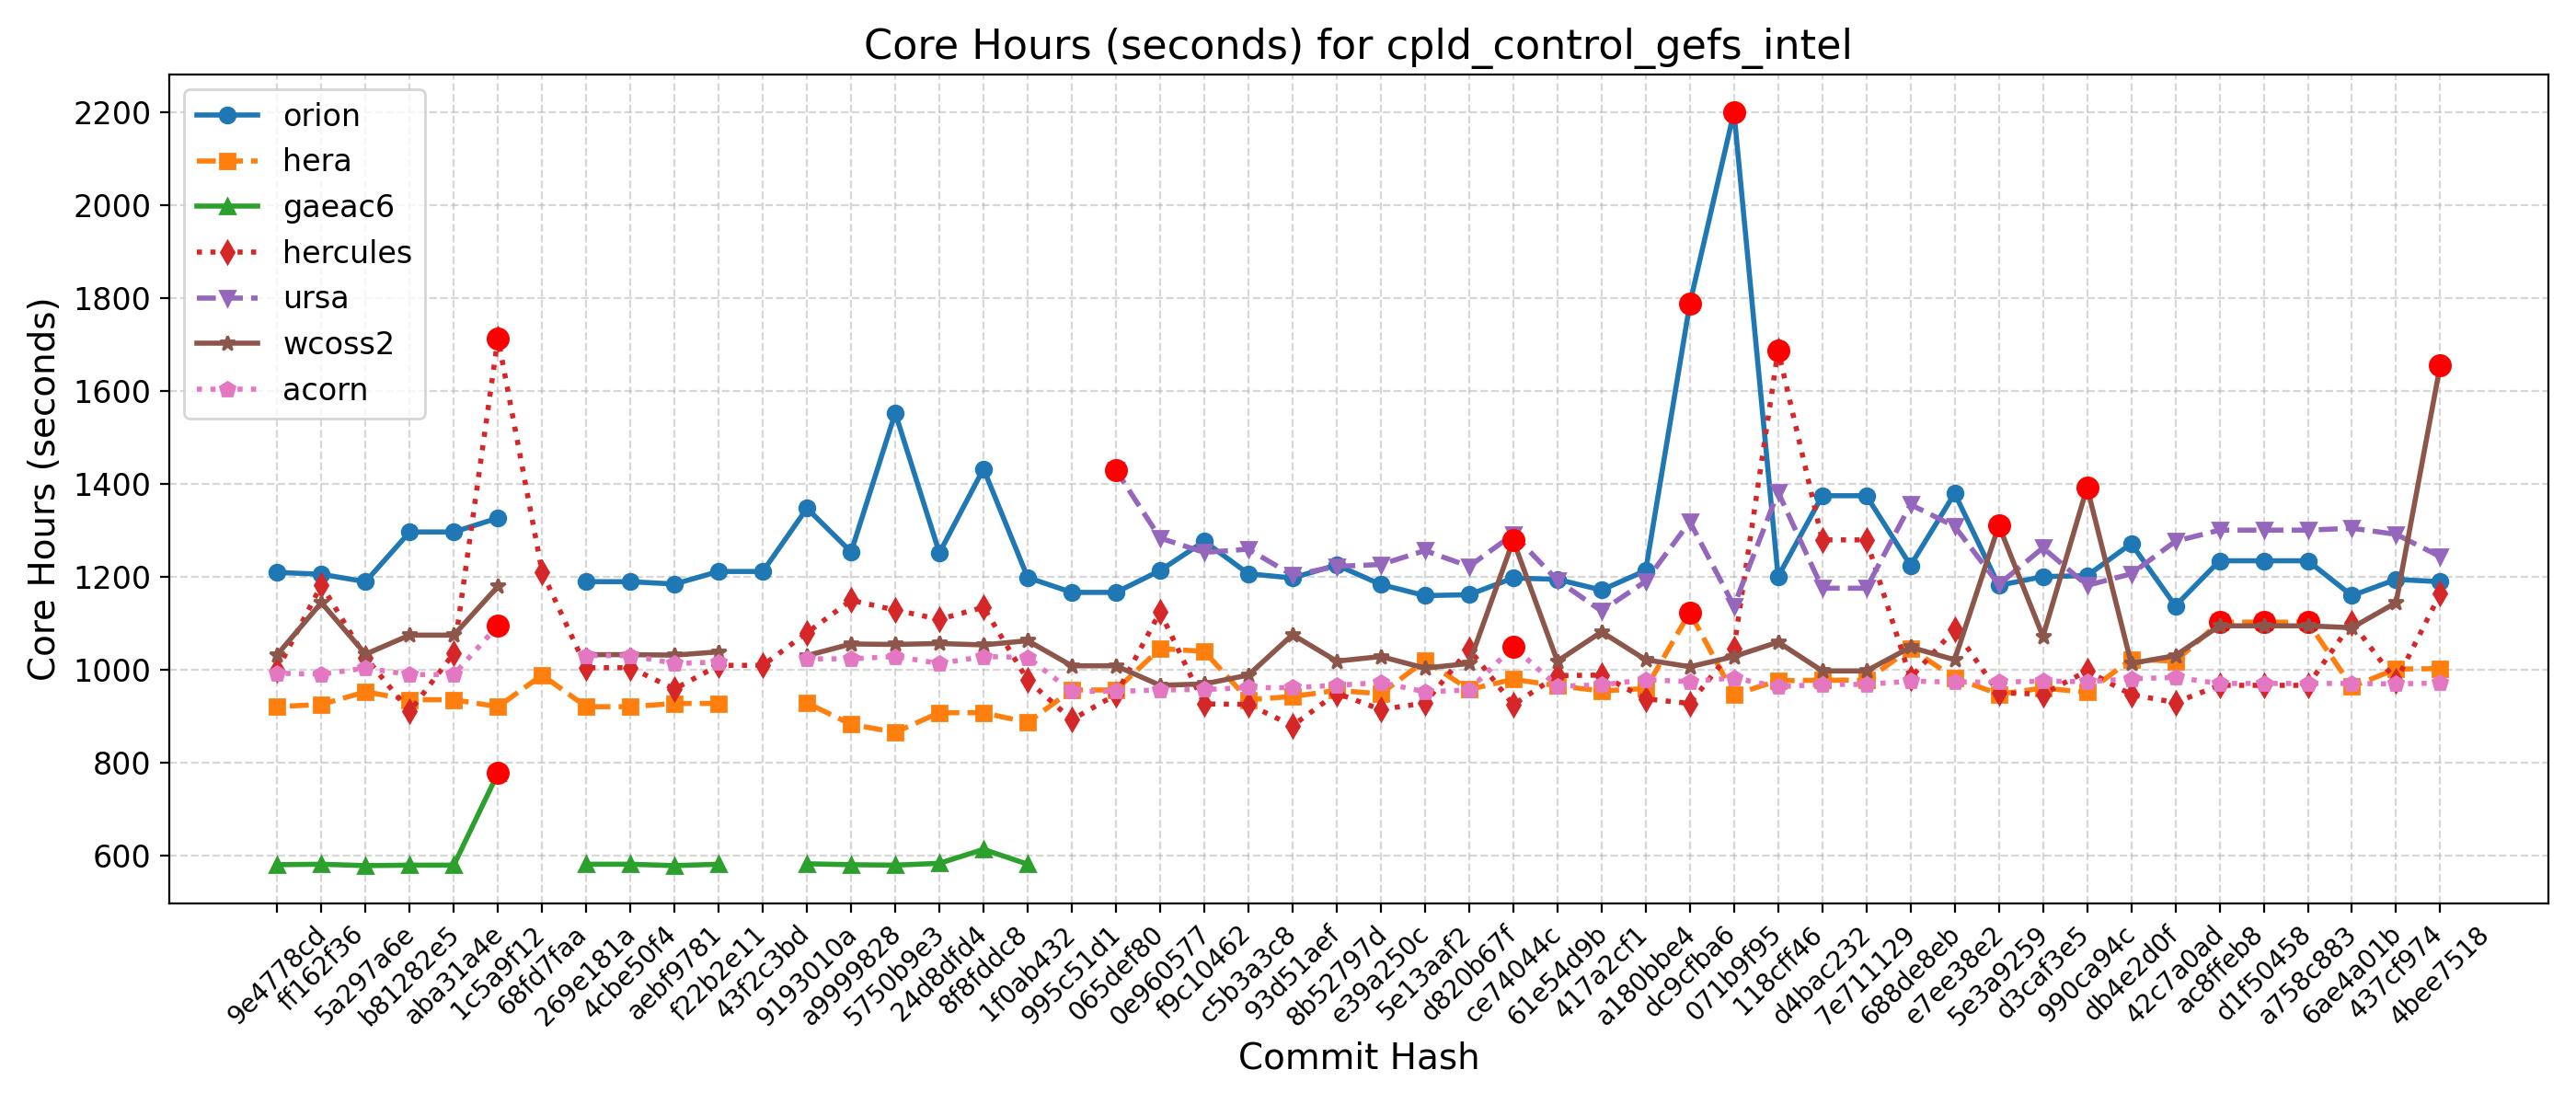 Core Hours (seconds) for cpld_control_gefs_intel
Core Hours (seconds)
2200
2000
1800
1600
1400
1200
1000
800
600
orion
hera
gaeac6
hercules
ursa
wcoss2
acorn
9e4778cd
ff162f36
5a297a6e
b81282e5
aba31a4e
1c5a9f12
68fd7faa
269e181a
4cbe50f4
aebf9781
f22b2e11
43f2c3bd
9193010a
a9999828
5750b9e3
24d8dfd4
8f8fddc8
1f0ab432
995c51d1
065def80
0e960577
f9c10462
c5b3a3c8
93d51aef
8b52797d
e39a250c
5e13aaf2
d820b67f
ce74044c
61e54d9b
417a2cf1
a180bbe4
dc9cfba6
071b9f95
118cff46
d4bac232
7e711129
688de8eb
e7ee38e2
5e3a9259
d3caf3e5
990ca94c
db4e2d0f
42c7a0ad
ac8ffeb8
d1f50458
a758c883
6ae4a01b
437cf974
4bee7518
Commit Hash